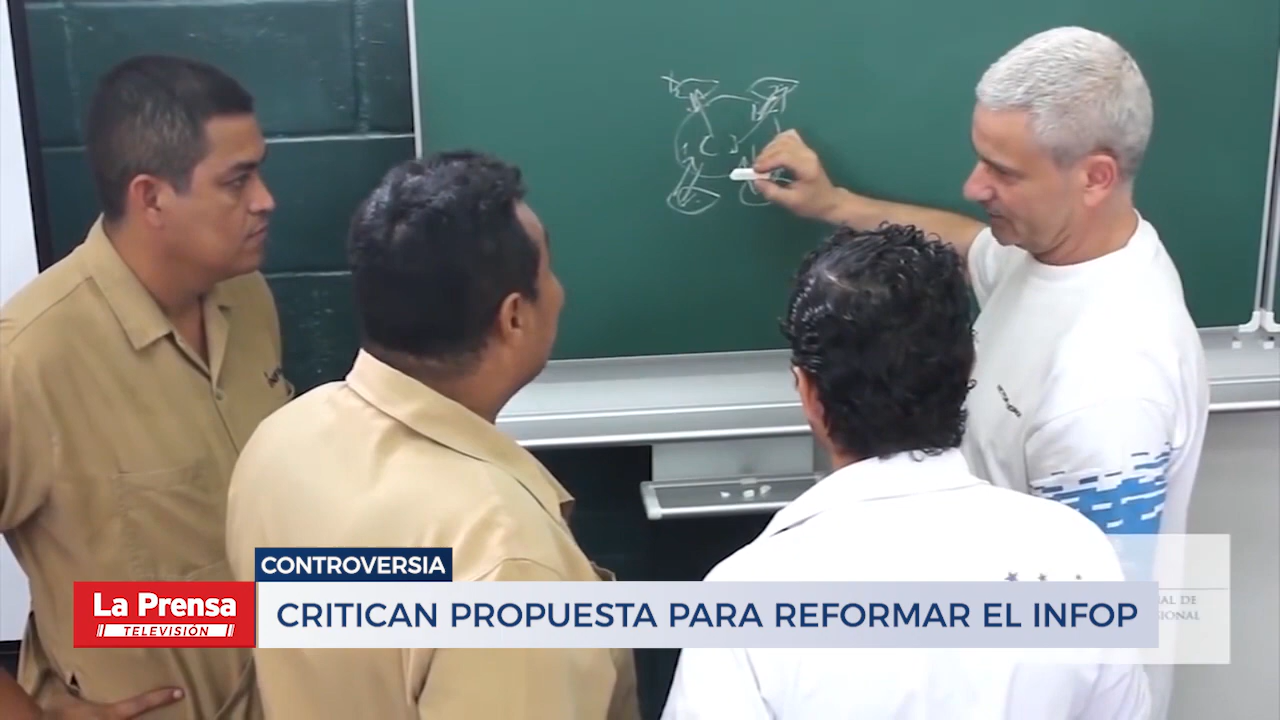 CONTROVERSIA
La Prensa
TELEVISIÓN
CRITICAN PROPUESTA PARA REFORMAR EL INFOP